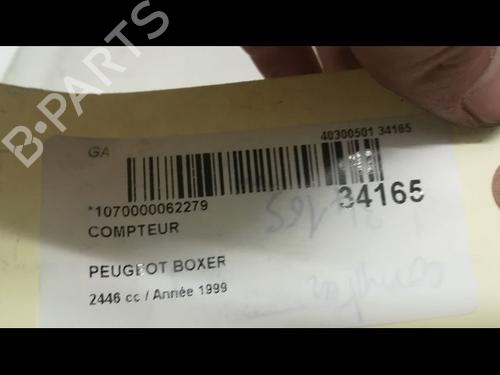 B-PARTS
GA
40300501 34165
*1070000062279
34165
COMPTEUR
PEUGEOT BOXER
2446 cc / Année 1999